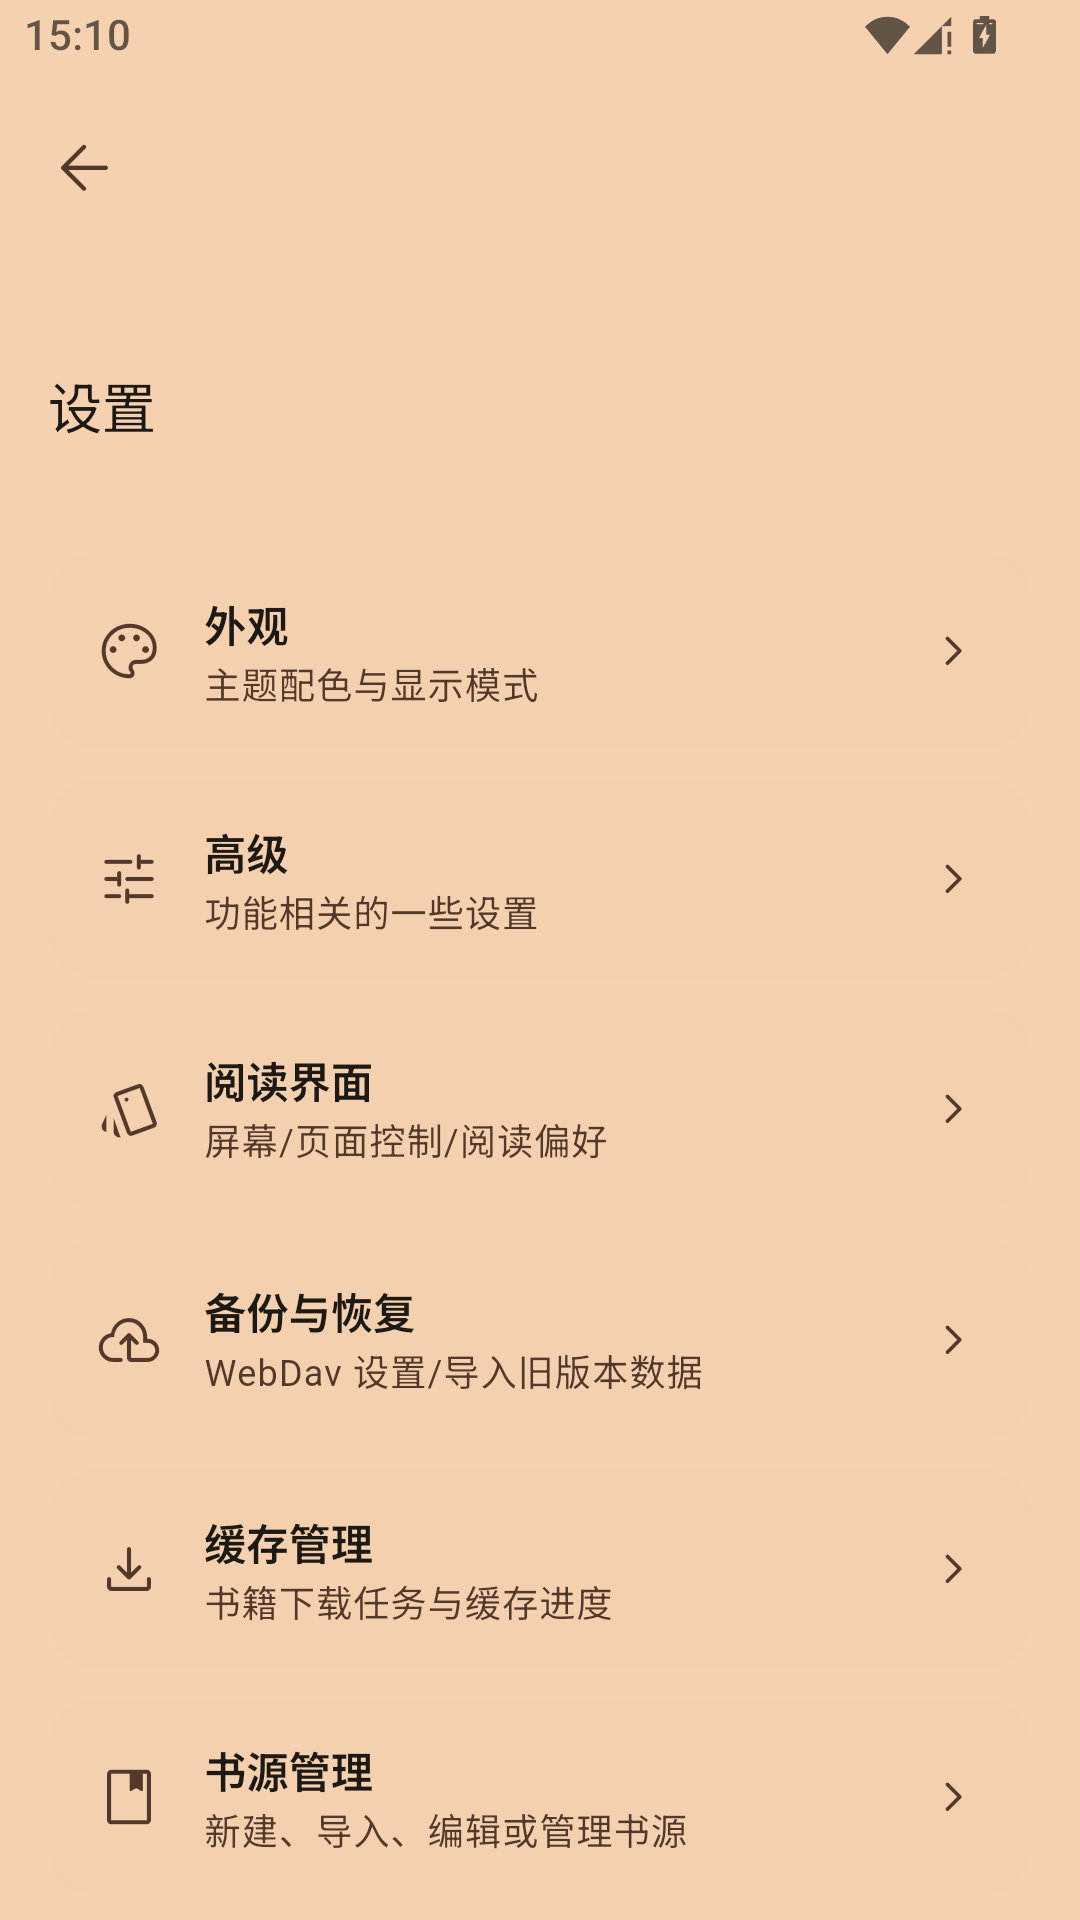 15:10
设置
外观
主题配色与显示模式
高级
功能相关的一些设置
阅读界面
屏幕/页面控制/阅读偏好
备份与恢复
WebDav 设置/导入旧版本数据
缓存管理
书籍下载任务与缓存进度
书源管理
新建、导入、编辑或管理书源